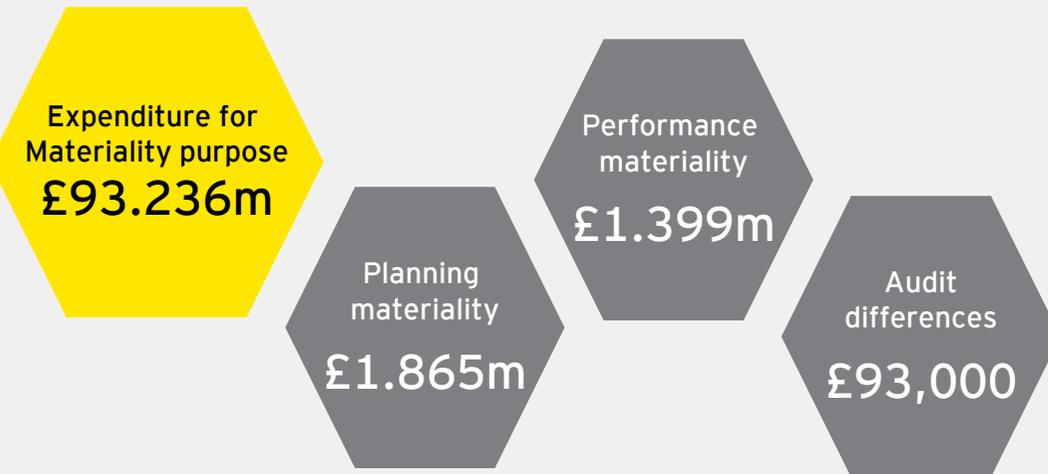 Expenditure for
Materiality purpose
£93.236m
Planning
materiality
£1.865m
Performance
materiality
£1.399m
Audit
differences
£93,000